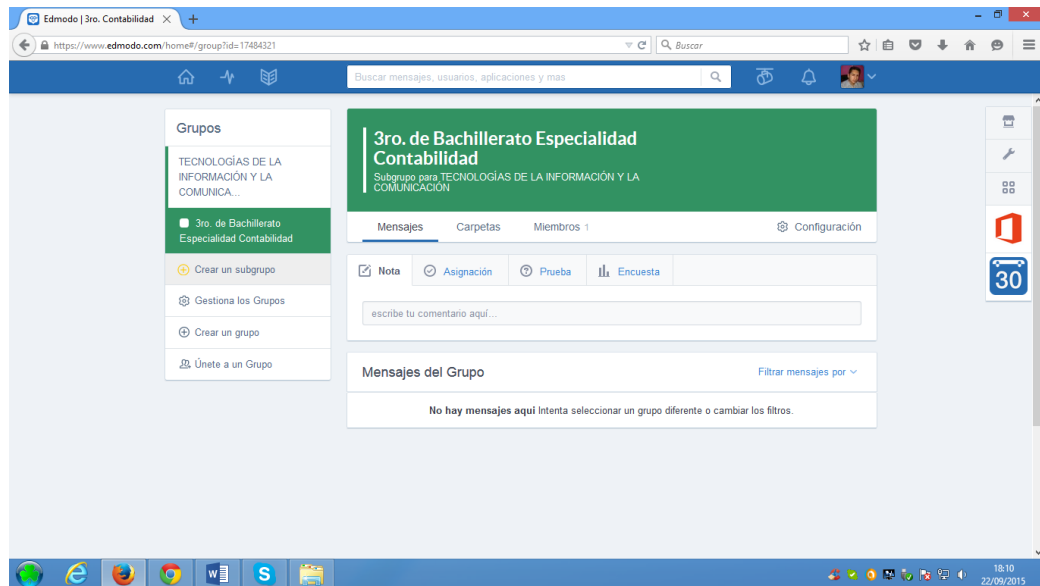 Edmodo | 3ro. Contabilidad
https://www.edmodo.com/home#/group?id=17484321
Buscar
Buscar mensajes, usuarios, aplicaciones y mas
Grupos
TECNOLOGÍAS DE LA
INFORMACIÓN Y LA
COMUNICA...
3ro. de Bachillerato
Especialidad Contabilidad
Crear un subgrupo
Gestiona los Grupos
Crear un grupo
Únete a un Grupo
3ro. de Bachillerato Especialidad
Contabilidad
Subgrupo para TECNOLOGÍAS DE LA INFORMACIÓN Y LA
COMUNICACIÓN
Mensajes Carpetas Miembros 1 Configuración
Nota Asignación Prueba Encuesta
escribe tu comentario aquí...
Mensajes del Grupo Filtrar mensajes por
No hay mensajes aqui Intenta seleccionar un grupo diferente o cambiar los filtros.
30
18:10
22/09/2015